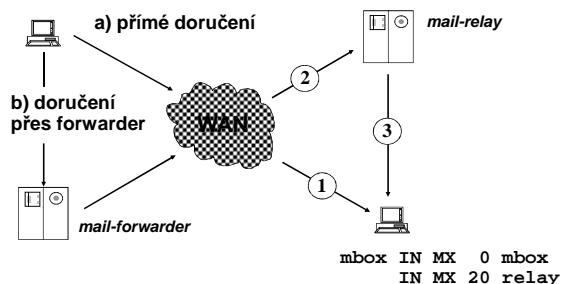 a) přímé doručení
mail-relay
b) doručení
přes forwarder
2
WAN
3
1
mail-forwarder
mbox IN MX 0 mbox
IN MX 20 relay